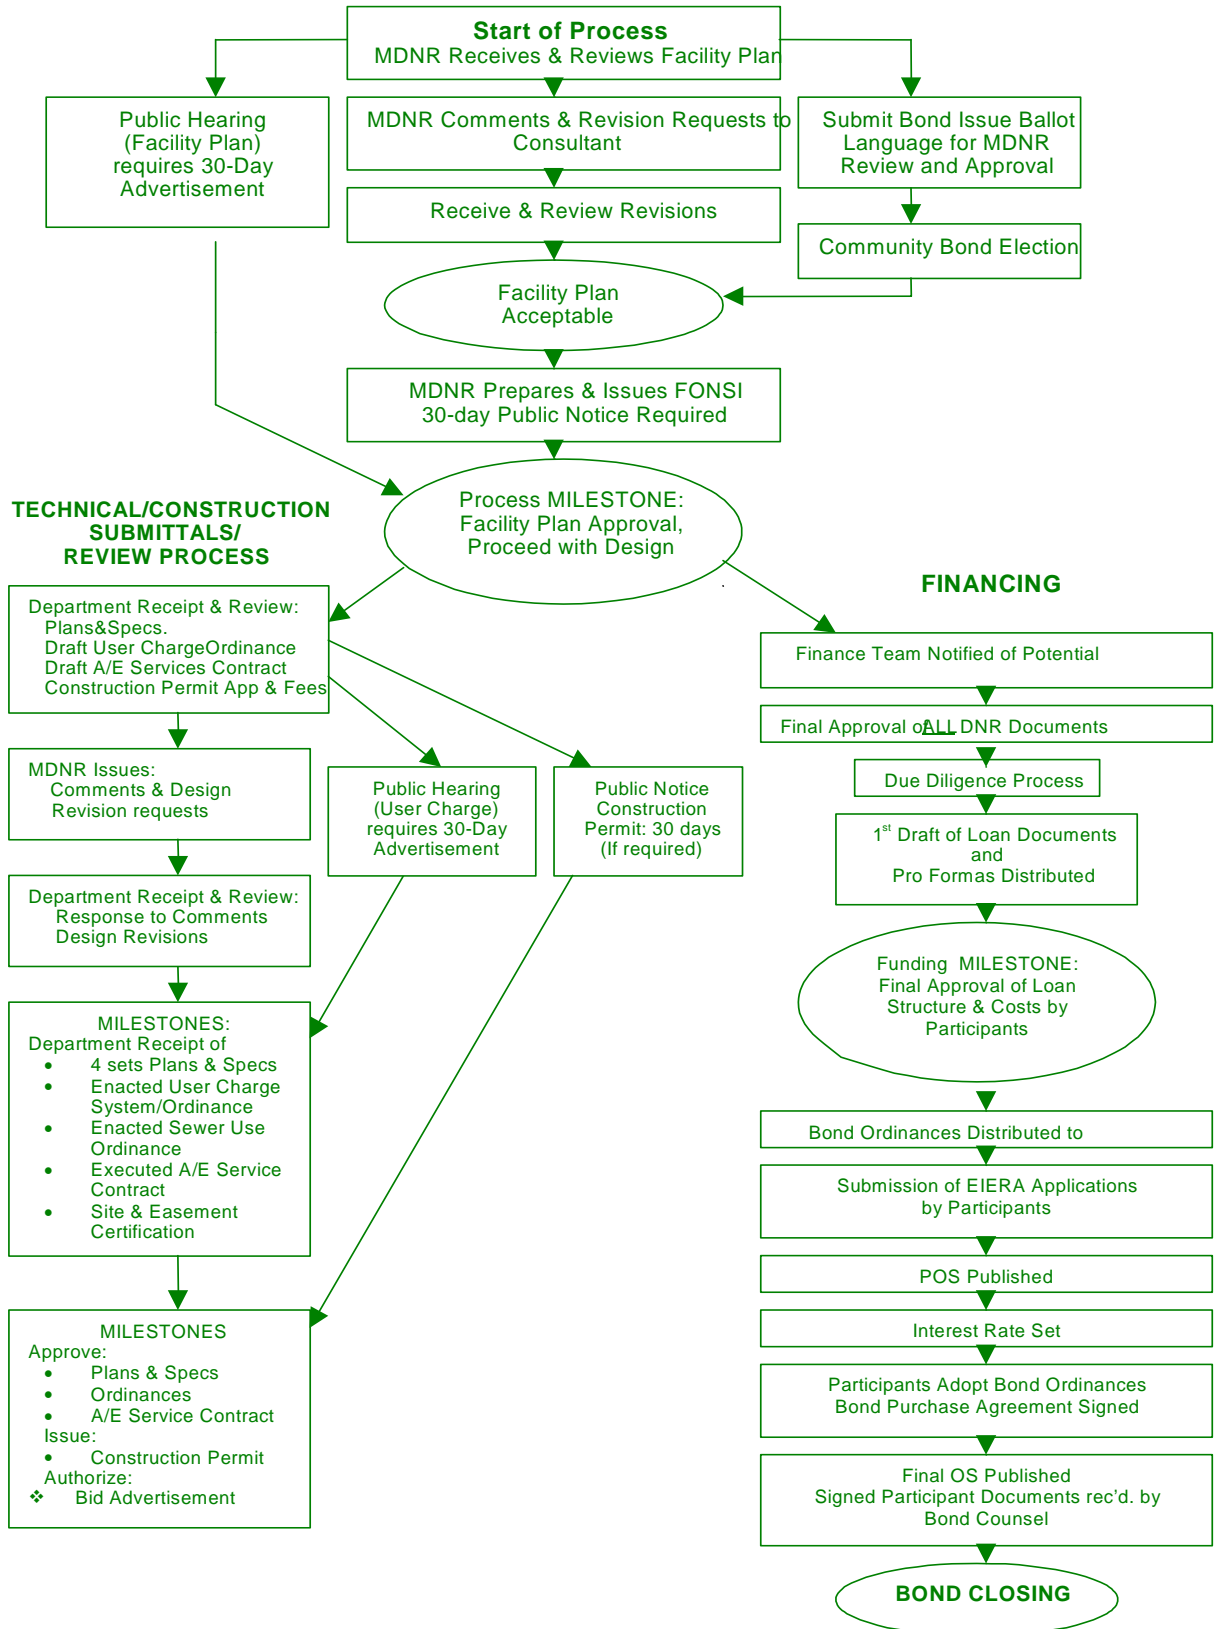 Start of Process
MDNR Receives & Reviews Facility Plan
Public Hearing
(Facility Plan)
requires 30-Day
Advertisement
MDNR Comments & Revision Requests to
Consultant
Submit Bond Issue Ballot
Language for MDNR
Review and Approval
Receive & Review Revisions
Community Bond Election
Facility Plan
Acceptable
MDNR Prepares & Issues FONSI
30-day Public Notice Required
Process MILESTONE:
Facility Plan Approval,
Proceed with Design
TECHNICAL/CONSTRUCTION
SUBMITTALS/
REVIEW PROCESS
Department Receipt & Review:
Plans&Specs.
Draft User ChargeOrdinance
Draft A/E Services Contract
Construction Permit App & Fees
MDNR Issues:
Comments & Design
Revision requests
Public Hearing
(User Charge)
requires 30-Day
Advertisement
Public Notice
Construction
Permit: 30 days
(If required)
Department Receipt & Review:
Response to Comments
Design Revisions
MILESTONES:
Department Receipt of
• 4 sets Plans & Specs
• Enacted User Charge
System/Ordinance
• Enacted Sewer Use
Ordinance
• Executed A/E Service
Contract
• Site & Easement
Certification
MILESTONES
Approve:
• Plans & Specs
• Ordinances
• A/E Service Contract
Issue:
• Construction Permit
Authorize:
❖ Bid Advertisement
FINANCING
Finance Team Notified of Potential
Final Approval of ALL DNR Documents
Due Diligence Process
1st Draft of Loan Documents
and
Pro Formas Distributed
Funding MILESTONE:
Final Approval of Loan
Structure & Costs by
Participants
Bond Ordinances Distributed to
Submission of EIERA Applications
by Participants
POS Published
Interest Rate Set
Participants Adopt Bond Ordinances
Bond Purchase Agreement Signed
Final OS Published
Signed Participant Documents rec'd. by
Bond Counsel
BOND CLOSING